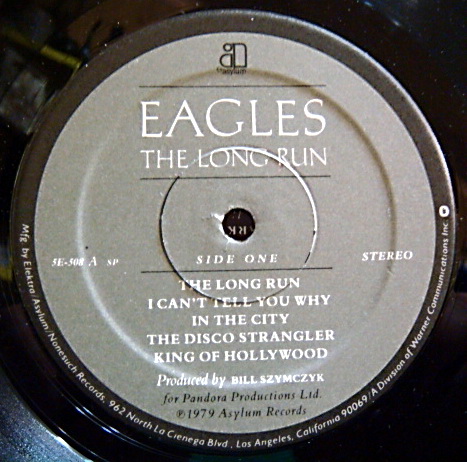 asylum
EAGLES
THE LONG RUN
SIDE ONE
5E-508 A SP
STEREO
THE LONG RUN
I CAN'T TELL YOU WHY
IN THE CITY
THE DISCO STRANGLER
KING OF HOLLYWOOD
Produced by BILL SZYMCZYK
for Pandora Productions Ltd.
℗1979 Asylum Records
Mfg. by Elektra/Asylum/Nonesuch Records, 962 North La Cienega Blvd., Los Angeles, California 90069/A Division of Warner Communications Inc.